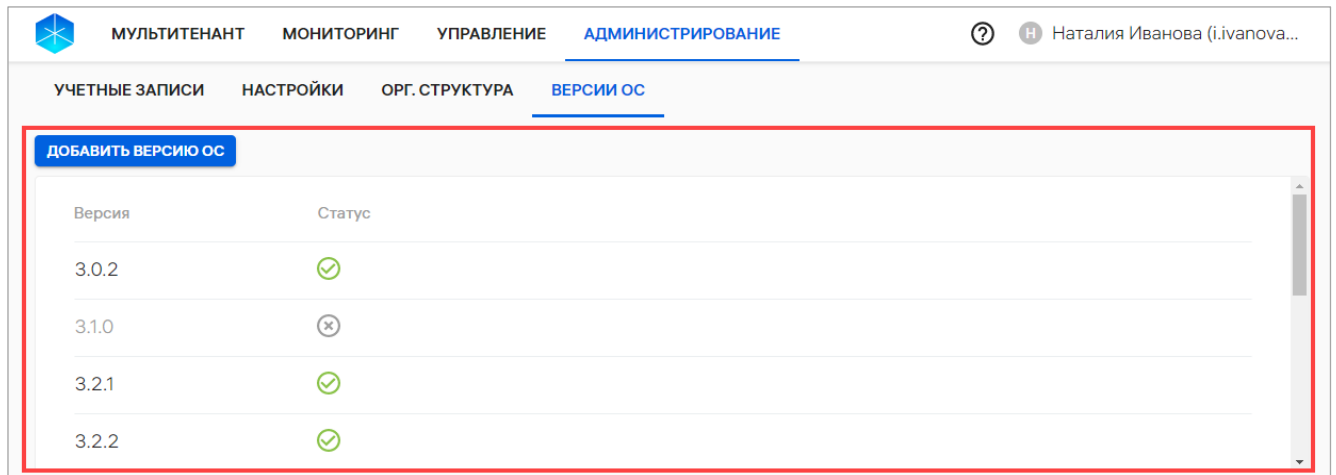 МУЛЬТИТЕНАНТ МОНИТОРИНГ УПРАВЛЕНИЕ АДМИНИСТРИРОВАНИЕ ? Н Наталия Иванова (i.ivanova...
УЧЕТНЫЕ ЗАПИСИ НАСТРОЙКИ ОРГ. СТРУКТУРА ВЕРСИИ ОС
ДОБАВИТЬ ВЕРСИЮ ОС
Версия Статус
3.0.2
3.1.0
3.2.1
3.2.2